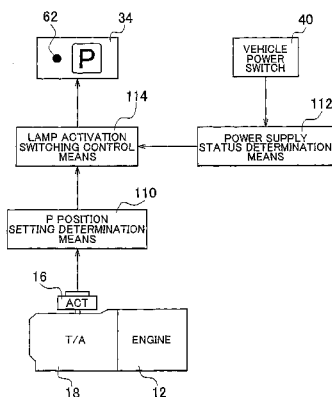 62
34
P
40
VEHICLE
POWER
SWITCH
114
112
LAMP ACTIVATION
SWITCHING CONTROL
MEANS
POWER SUPPLY
STATUS DETERMINATION
MEANS
110
P POSITION
SETTING DETERMINATION
MEANS
16
ACT
T/A
ENGINE
18
12